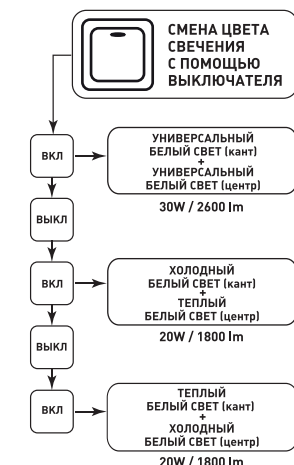 СМЕНА ЦВЕТА
СВЕЧЕНИЯ
С ПОМОЩЬЮ
ВЫКЛЮЧАТЕЛЯ
ВКЛ
УНИВЕРСАЛЬНЫЙ
БЕЛЫЙ СВЕТ (кант)
+
УНИВЕРСАЛЬНЫЙ
БЕЛЫЙ СВЕТ (центр)
30W / 2600 lm
ВЫКЛ
ВКЛ
ХОЛОДНЫЙ
БЕЛЫЙ СВЕТ (кант)
+
ТЕПЛЫЙ
БЕЛЫЙ СВЕТ (центр)
20W / 1800 lm
ВЫКЛ
ВКЛ
ТЕПЛЫЙ
БЕЛЫЙ СВЕТ (кант)
+
ХОЛОДНЫЙ
БЕЛЫЙ СВЕТ (центр)
20W / 1800 lm